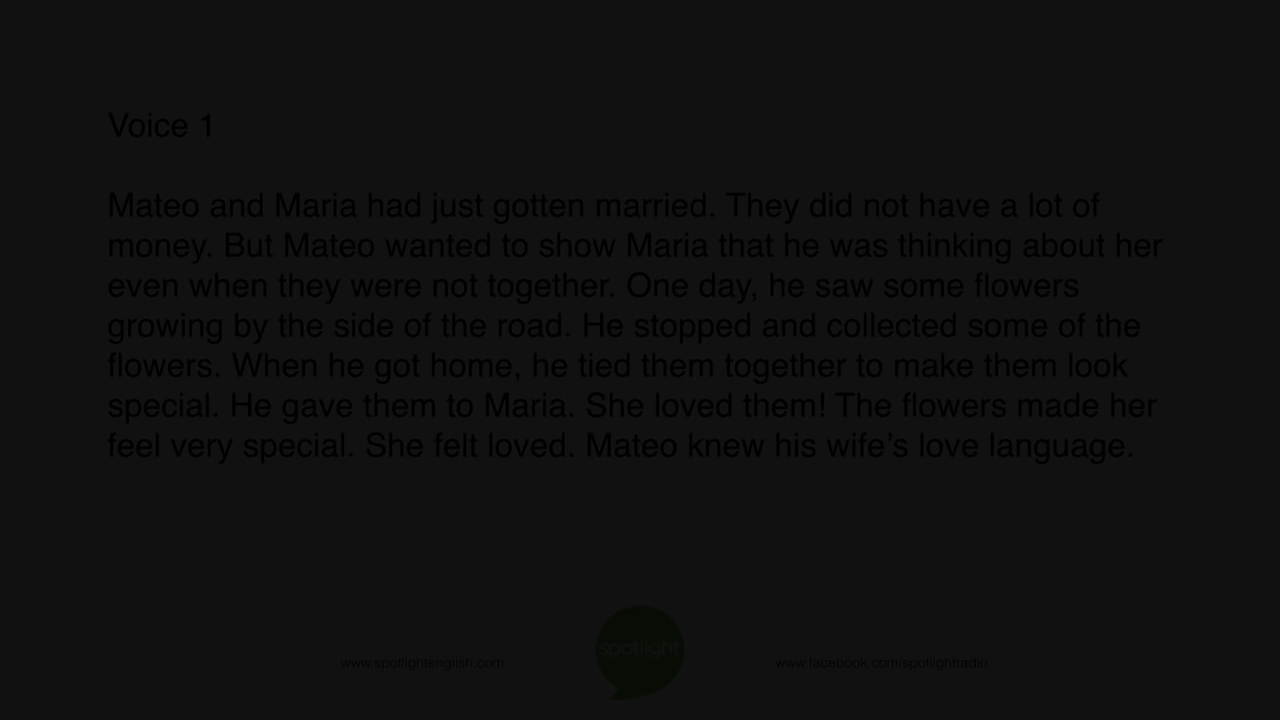 Voice 1
Mateo and Maria had just gotten married. They did not have a lot of
money. But Mateo wanted to show Maria that he was thinking about her
even when they were not together. One day, he saw some flowers
growing by the side of the road. He stopped and collected some of the
flowers. When he got home, he tied them together to make them look
special. He gave them to Maria. She loved them! The flowers made her
feel very special. She felt loved. Mateo knew his wife’s love language.
spotlight
www.spotlightenglish.com
www.facebook.com/spotlightradio